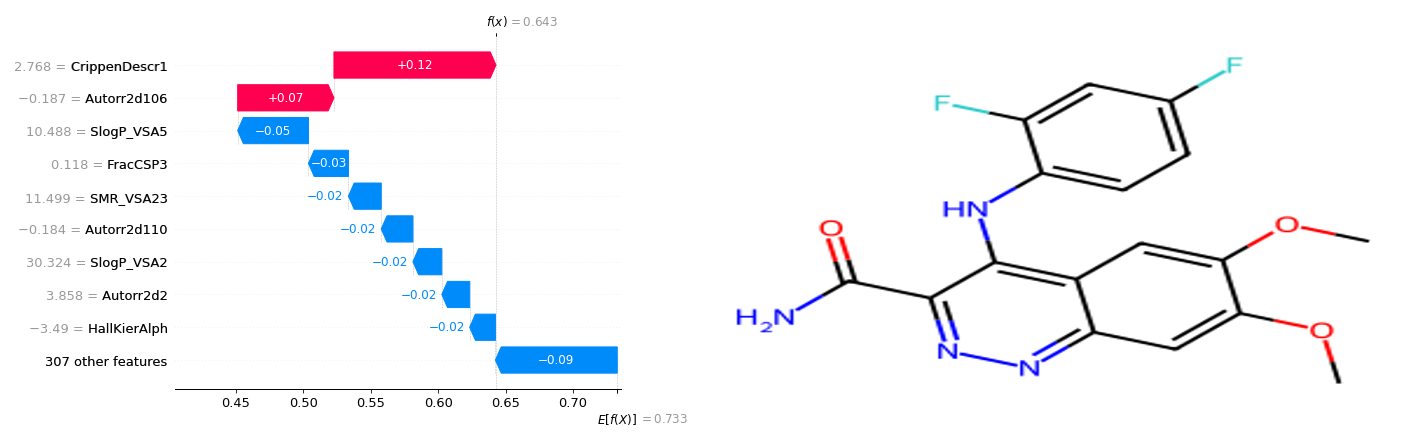 f(x) = 0.643
2.768 = CrippenDescr1
+0.12
−0.187 = Autorr2d106
+0.07
10.488 = SlogP_VSA5
−0.05
0.118 = FracCSP3
−0.03
11.499 = SMR_VSA23
−0.02
−0.184 = Autorr2d110
−0.02
30.324 = SlogP_VSA2
−0.02
3.858 = Autorr2d2
−0.02
−3.49 = HallKierAlph
−0.02
307 other features
−0.09
0.45 0.50 0.55 0.60 0.65 0.70
E[f(X)] = 0.733
F
F
HN
O
O
H₂N
N
N
O